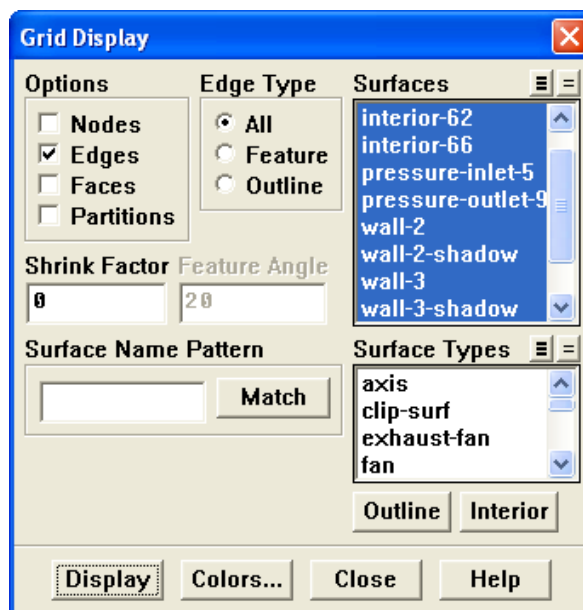 Grid Display
Options
Nodes
Edges
Faces
Partitions
Edge Type
All
Feature
Outline
Shrink Factor
0
Feature Angle
20
Surface Name Pattern
Match
Surfaces
interior-62
interior-66
pressure-inlet-5
pressure-outlet-9
wall-2
wall-2-shadow
wall-3
wall-3-shadow
Surface Types
axis
clip-surf
exhaust-fan
fan
Outline
Interior
Display
Colors...
Close
Help